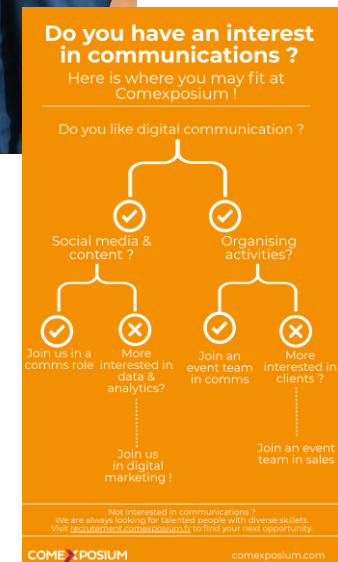 Do you have an interest
in communications ?
Here is where you may fit at
Comexposium !
Do you like digital communication ?
Social media &
content ?
Organising
activities?
Join us in a
comms role
More
interested in
data &
analytics?
Join an
event team
in comms
More
interested in
clients ?
Join us
in digital
marketing !
Join an event
team in sales
Not interested in communications ?
We are always looking for talented people with diverse skillets.
Visit recrutement.comexposium.fr to find your next opportunity.
COMEXPOSIUM
comexposium.com